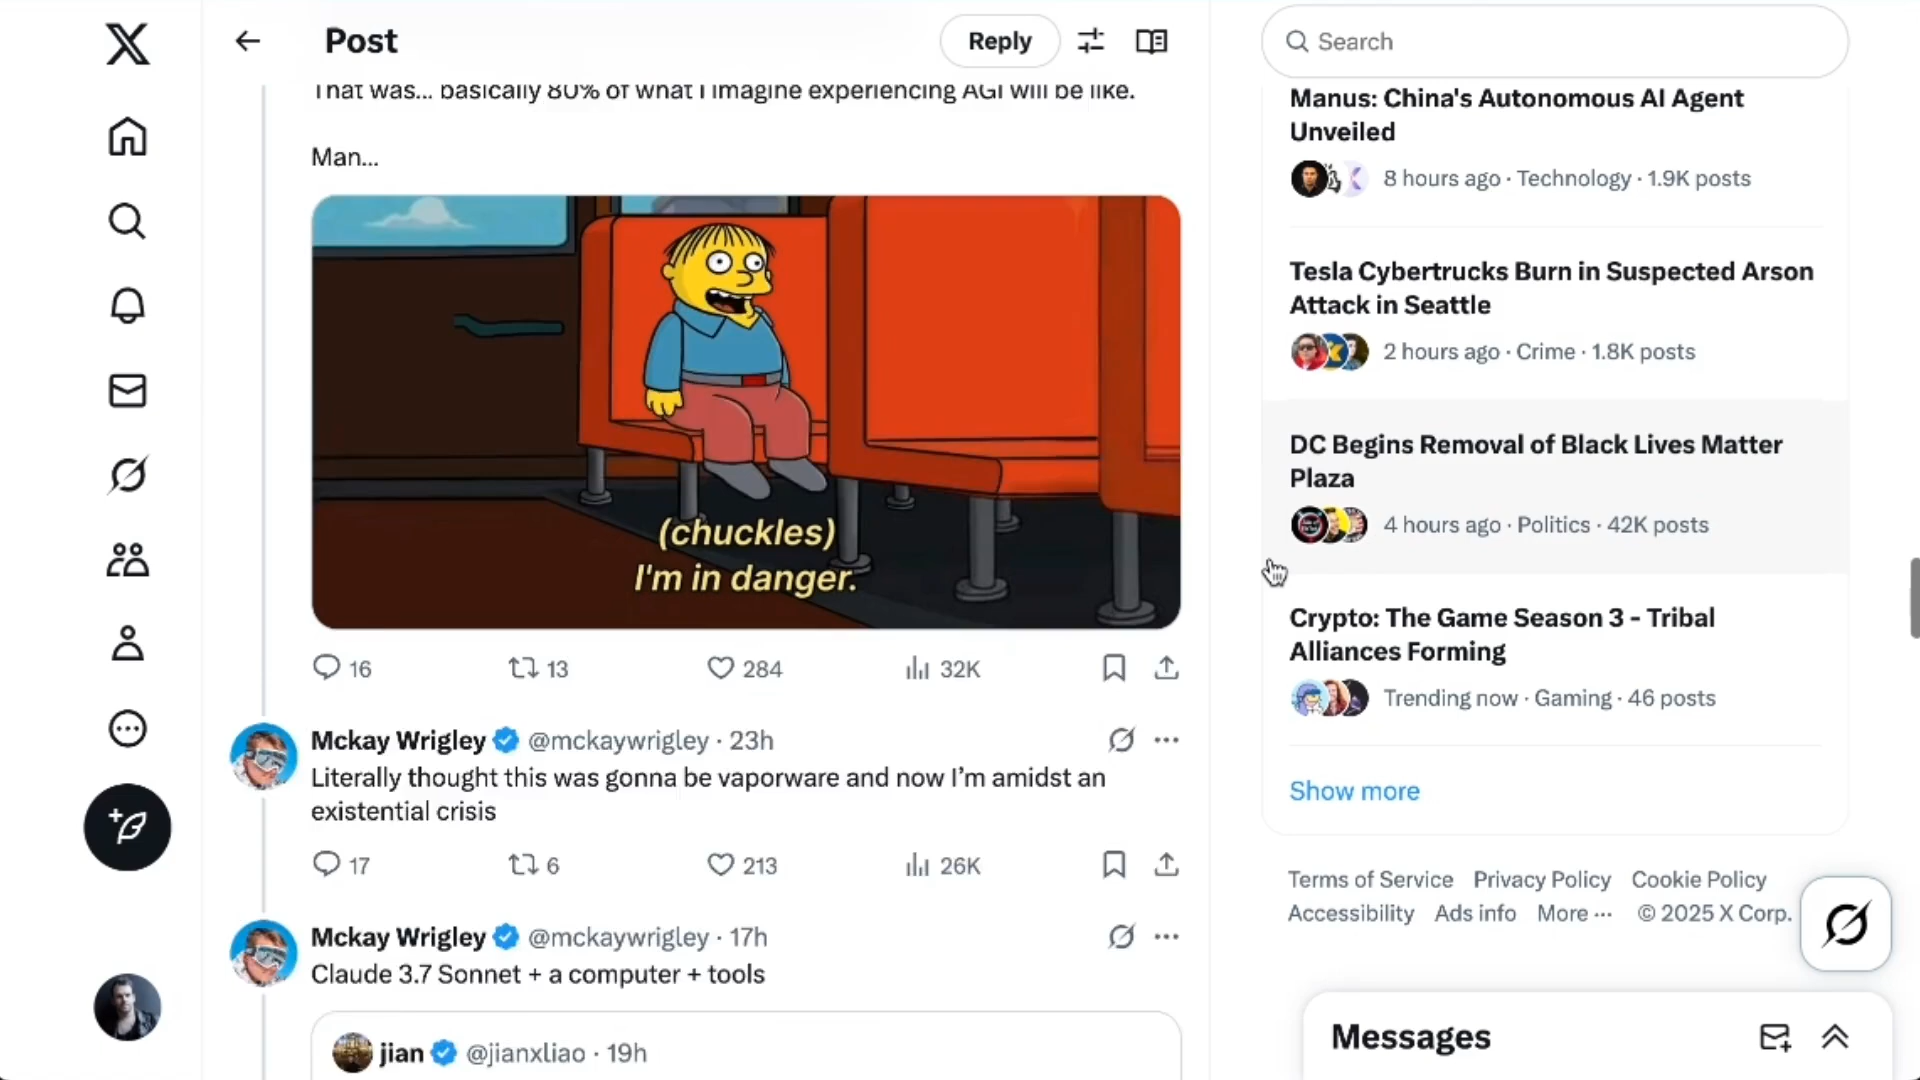 Post
Reply
That was... basically 80% of what I imagine experiencing AGI will be like.
Man...
(chuckles)
I'm in danger.
16 13 284 32K
Mckay Wrigley @mckaywrigley · 23h
Literally thought this was gonna be vaporware and now I’m amidst an
existential crisis
17 6 213 26K
Mckay Wrigley @mckaywrigley · 17h
Claude 3.7 Sonnet + a computer + tools
jian @jianxliao · 19h
Search
Manus: China's Autonomous AI Agent
Unveiled
8 hours ago · Technology · 1.9K posts
Tesla Cybertrucks Burn in Suspected Arson
Attack in Seattle
2 hours ago · Crime · 1.8K posts
DC Begins Removal of Black Lives Matter
Plaza
4 hours ago · Politics · 42K posts
Crypto: The Game Season 3 - Tribal
Alliances Forming
Trending now · Gaming · 46 posts
Show more
Terms of Service Privacy Policy Cookie Policy
Accessibility Ads info More ··· © 2025 X Corp.
Messages